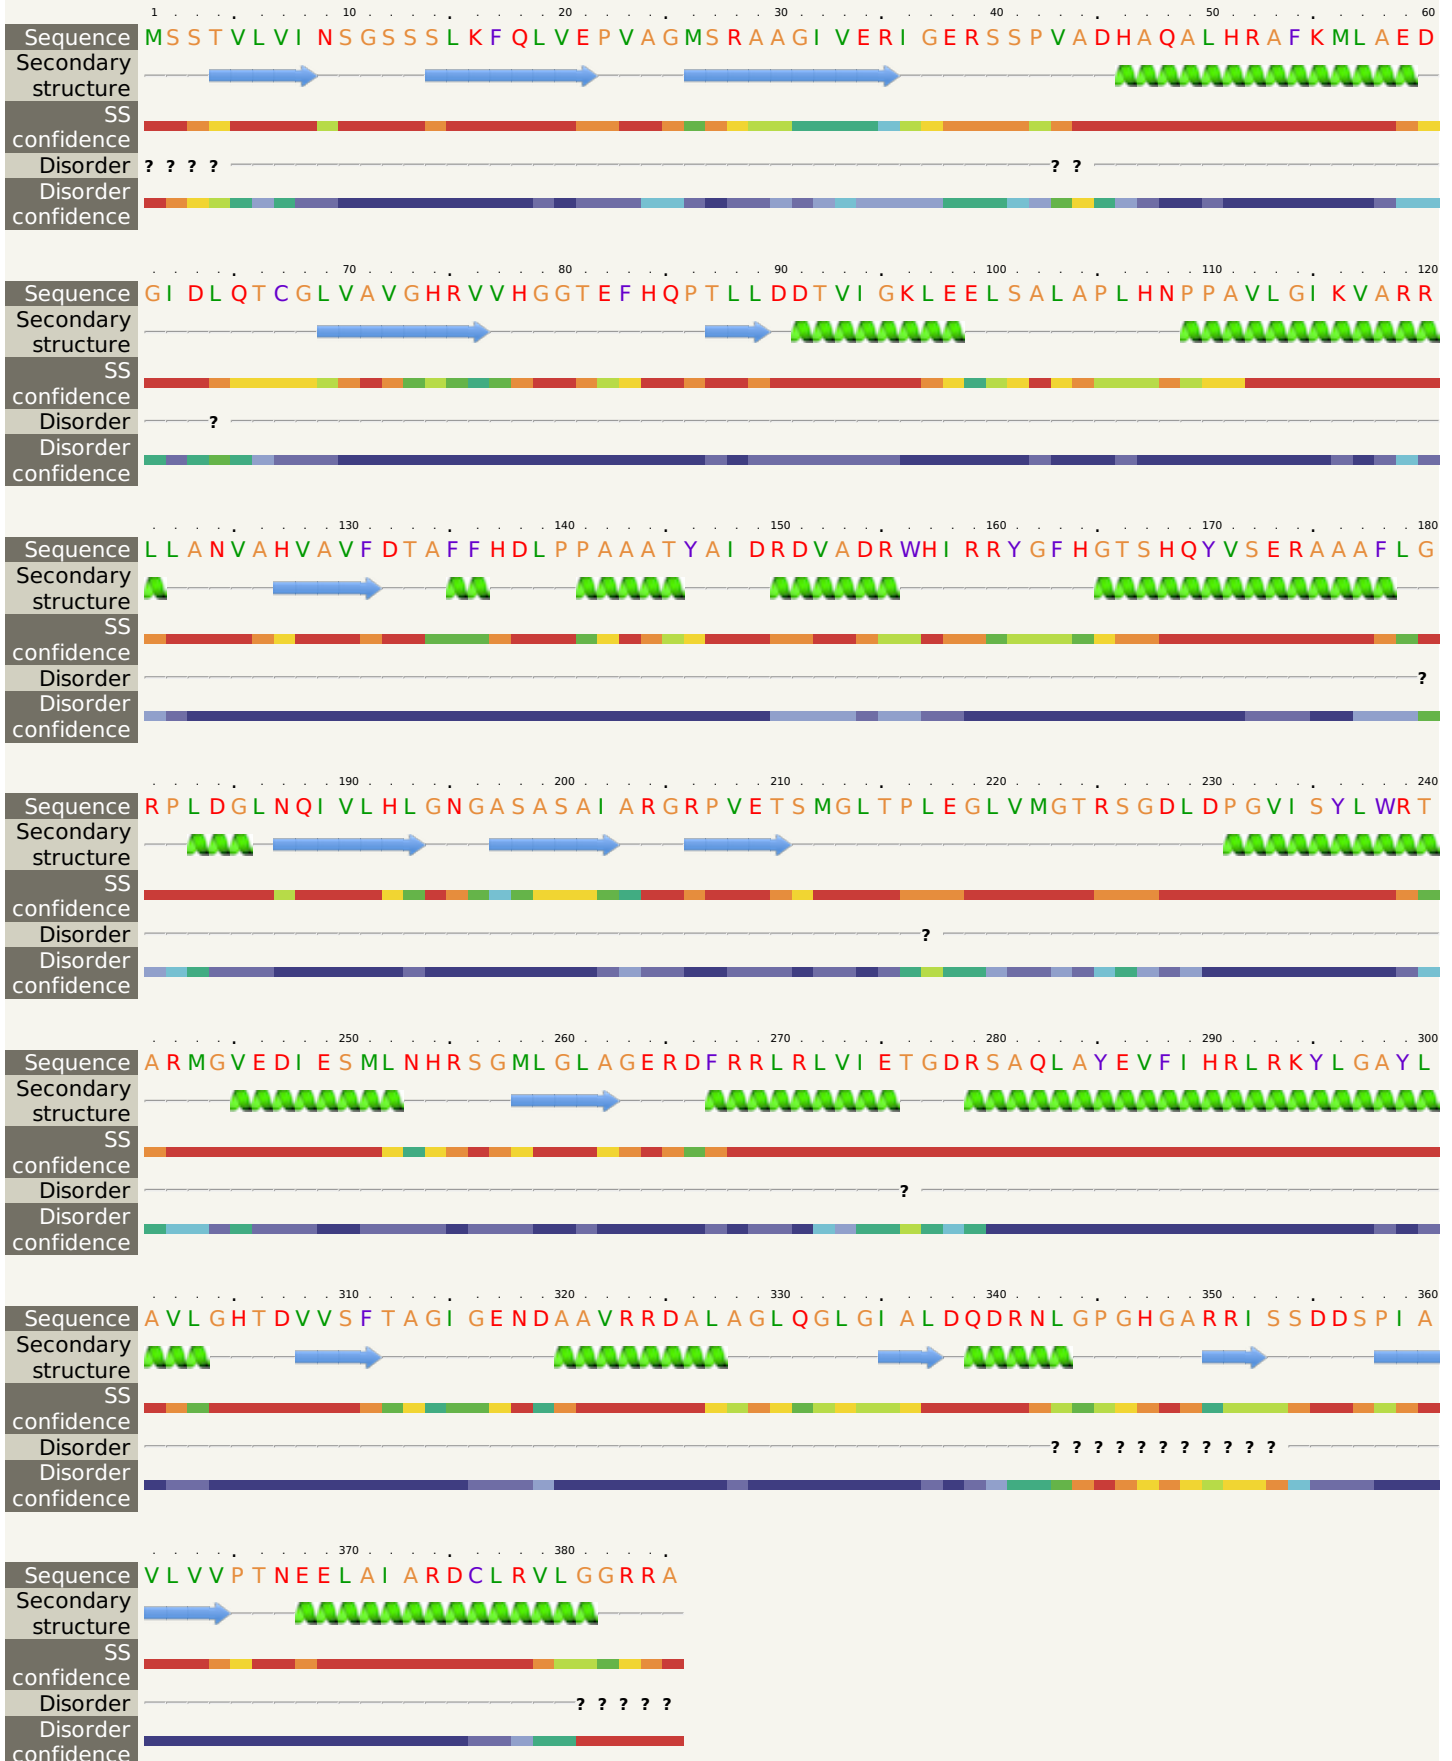 1 10 20 30 40 50 60
Sequence MSSTVLVINSGSSSLKFQLVEPVAGMSRAAGIVERIGERSSPVADHAQALHRAFKMLAED
Secondary
structure
SS
confidence
Disorder ? ? ? ? ? ?
Disorder
confidence
70 80 90 100 110 120
Sequence GIDLQTCGLVAVGHRVVHGGTEFHQPTLLDDTVIGKLEELSALAPLHNPPAVLGIKVARR
Secondary
structure
SS
confidence
Disorder ?
Disorder
confidence
130 140 150 160 170 180
Sequence LLANVAHVAVFDTAFFHDLPPAAATYAIDRDVADRWHIRRYGFHGTSHQYVSERAAAFLG
Secondary
structure
SS
confidence
Disorder ?
Disorder
confidence
190 200 210 220 230 240
Sequence RPLDGLNQIVLHLGNGASASAIARGRPVETSMGLTPLEGLVMGTRSGDLDPGVISYLWRT
Secondary
structure
SS
confidence
Disorder ?
Disorder
confidence
250 260 270 280 290 300
Sequence ARMGVEDIESMLNHRSGMLGLAGERDFRRLRLVIETGDRSAQLAYEVFIHRLRKYLGAYL
Secondary
structure
SS
confidence
Disorder ?
Disorder
confidence
310 320 330 340 350 360
Sequence AVLGHTDVVSFTAGIGENDAAVRRDALAGLQGLGIALDQDRNLGPGHGARRISSDDSPIA
Secondary
structure
SS
confidence
Disorder ? ? ? ? ? ? ? ? ? ? ?
Disorder
confidence
370 380
Sequence VLVVPTNEELAIARDCLRVLGGRRA
Secondary
structure
SS
confidence
Disorder ? ? ? ? ?
Disorder
confidence